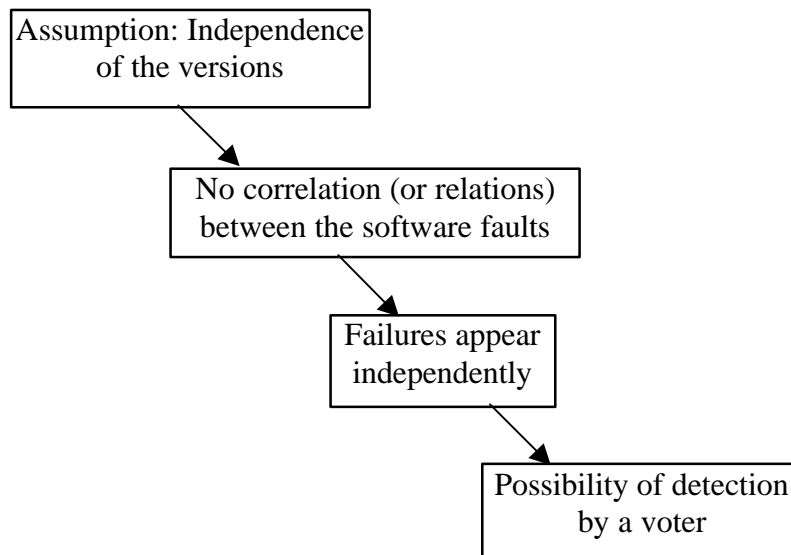 Assumption: Independence
of the versions
No correlation (or relations)
between the software faults
Failures appear
independently
Possibility of detection
by a voter